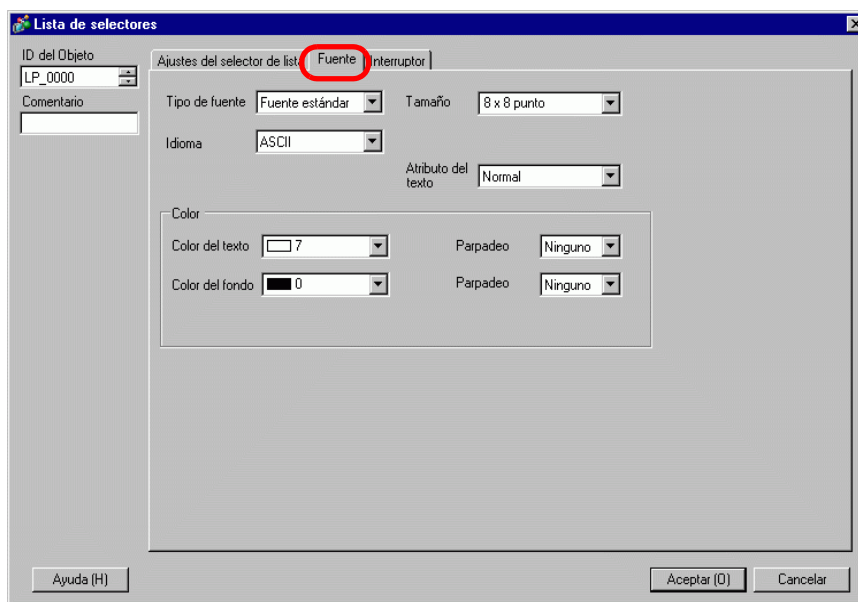 Lista de selectores
ID del Objeto
LP_0000
Comentario
Ajustes del selector de lista Fuente Interruptor
Tipo de fuente Fuente estándar Tamaño 8 x 8 punto
Idioma ASCII
Atributo del texto Normal
Color
Color del texto 7 Parpadeo Ninguno
Color del fondo 0 Parpadeo Ninguno
Ayuda (H) Aceptar (O) Cancelar